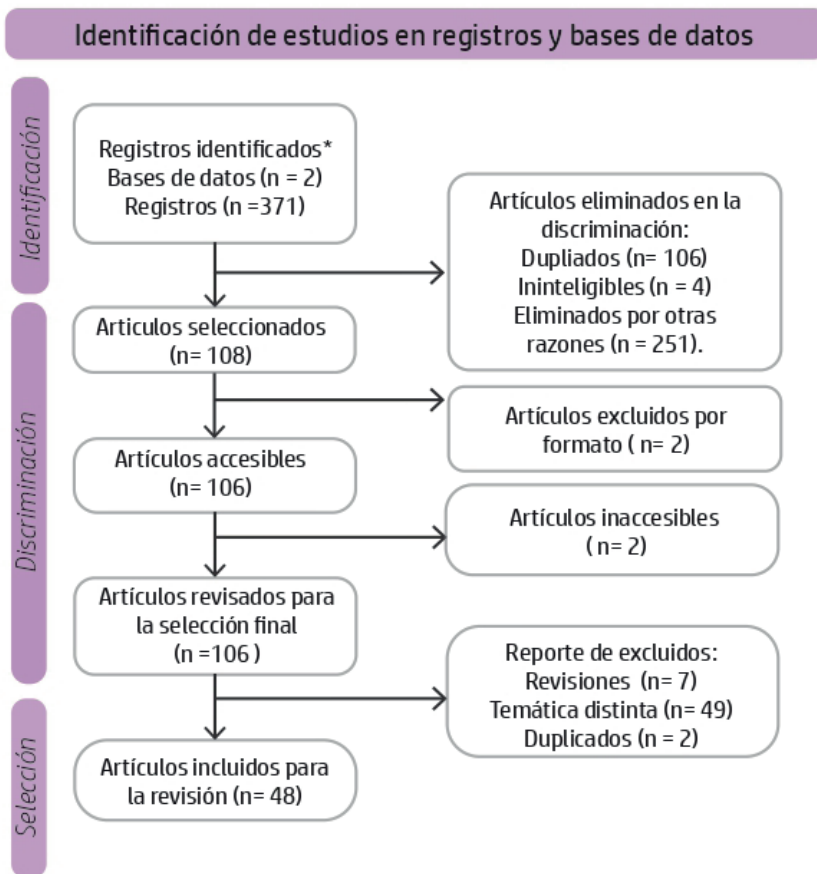 Identificación de estudios en registros y bases de datos
Identificación
Registros identificados*
Bases de datos (n = 2)
Registros (n =371)
Artículos eliminados en la
discriminación:
Dupliados (n= 106)
Ininteligibles (n = 4)
Eliminados por otras
razones (n = 251).
Discriminación
Articulos seleccionados
(n= 108)
Artículos excluidos por
formato ( n= 2)
Artículos accesibles
(n= 106)
Artículos inaccesibles
( n= 2)
Artículos revisados para
la selección final
(n =106 )
Reporte de excluidos:
Revisiones (n= 7)
Temática distinta (n= 49)
Duplicados (n = 2)
Selección
Artículos incluidos para
la revisión (n= 48)